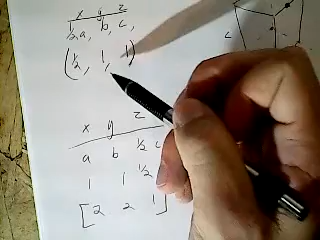 x y z
½a, b, c,
(½, 1, 1)
x y z
a b ½ c
1 1 ½
[2 2 1]